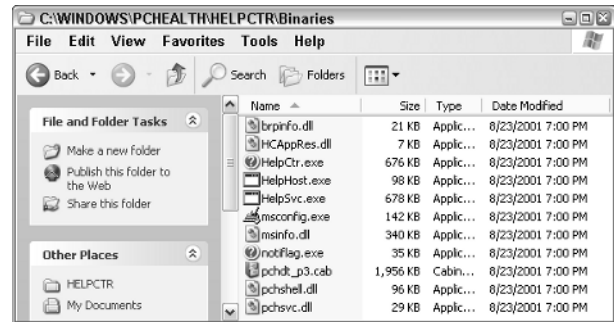 C:\WINDOWS\PCHEALTH\HELPCTR\Binaries
File Edit View Favorites Tools Help
Back Search Folders
File and Folder Tasks
Make a new folder
Publish this folder to
the Web
Share this folder
Other Places
HELPCTR
My Documents
Name Size Type Date Modified
brpinfo.dll 21 KB Applic... 8/23/2001 7:00 PM
HCAppRes.dll 7 KB Applic... 8/23/2001 7:00 PM
HelpCtr.exe 676 KB Applic... 8/23/2001 7:00 PM
HelpHost.exe 98 KB Applic... 8/23/2001 7:00 PM
HelpSvc.exe 678 KB Applic... 8/23/2001 7:00 PM
msconfig.exe 142 KB Applic... 8/23/2001 7:00 PM
msinfo.dll 340 KB Applic... 8/23/2001 7:00 PM
notiflag.exe 35 KB Applic... 8/23/2001 7:00 PM
pchdt_p3.cab 1,956 KB Cabin... 8/23/2001 7:00 PM
pchshell.dll 96 KB Applic... 8/23/2001 7:00 PM
pchsvc.dll 29 KB Applic... 8/23/2001 7:00 PM